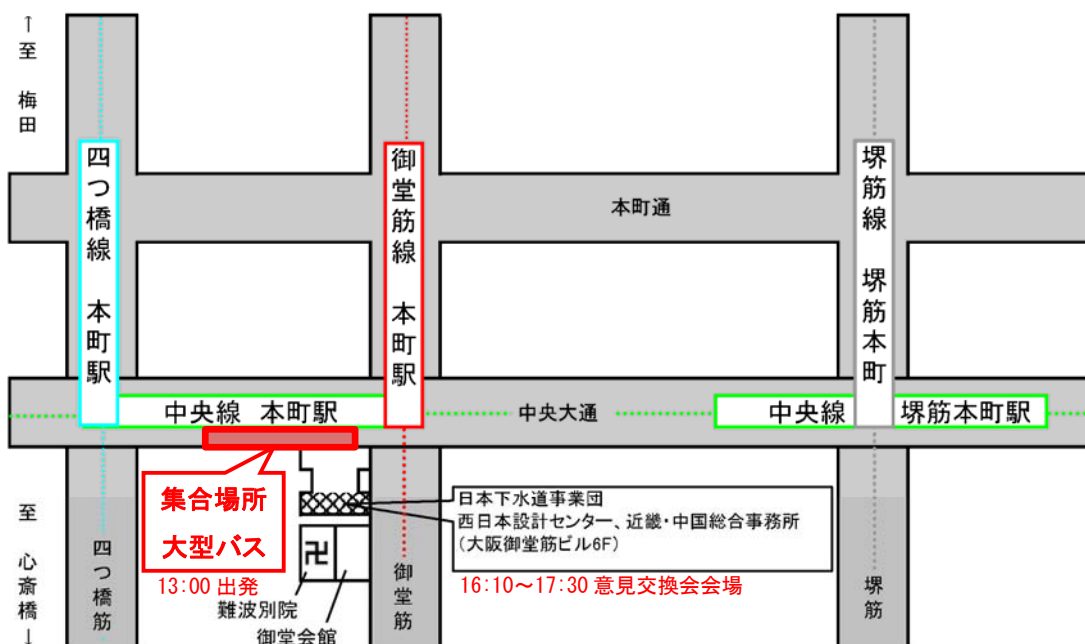 ↑至 梅田
四つ橋線 本町駅
御堂筋線 本町駅
堺筋線 堺筋本町
本町通
中央線 本町駅
中央大通
中央線
堺筋本町駅
集合場所
大型バス
13:00 出発
日本下水道事業団
西日本設計センター、近畿・中国総合事務所
(大阪御堂筋ビル6F)
16:10～17:30 意見交換会会場
至 心斎橋↓
四つ橋筋
卍
難波別院
御堂会館
御堂筋
堺筋